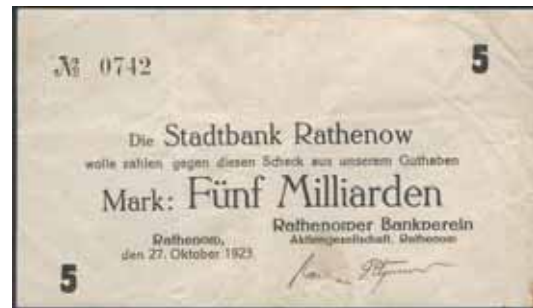 № 0742
5
Die Stadtbank Rathenow
wolle zahlen gegen diesen Scheck aus unserem Guthaben
Mark: Fünf Milliarden
Rathenower Bankverein
Rathenow, Aktiengesellschaft, Rathenow
den 27. Oktober 1923
5